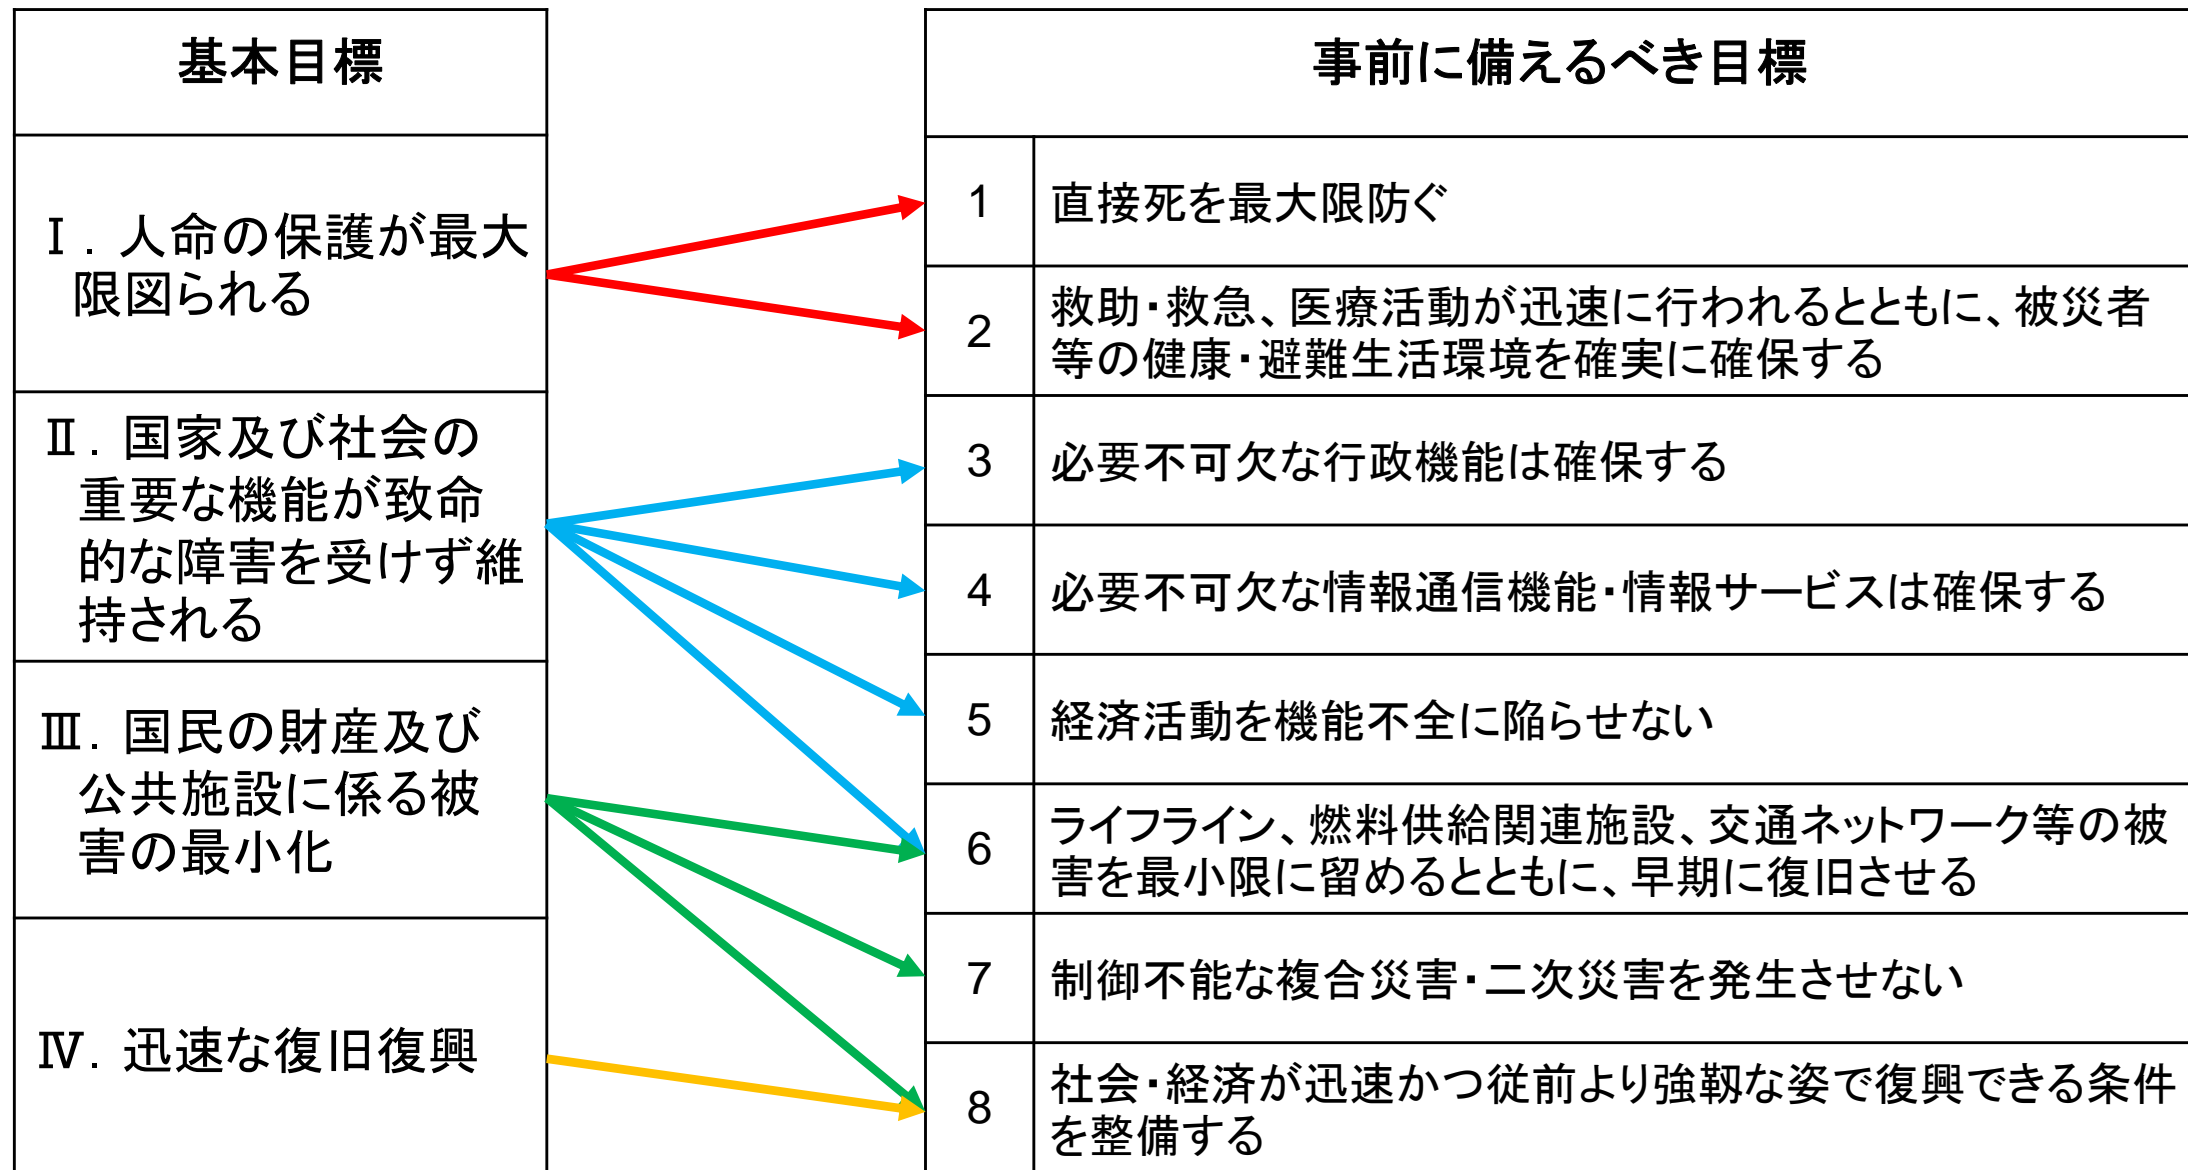 基本目標
Ⅰ．人命の保護が最大
限図られる
Ⅱ．国家及び社会の
重要な機能が致命
的な障害を受けず維
持される
Ⅲ．国民の財産及び
公共施設に係る被
害の最小化
Ⅳ．迅速な復旧復興
事前に備えるべき目標
1 直接死を最大限防ぐ
2 救助・救急、医療活動が迅速に行われるとともに、被災者
等の健康・避難生活環境を確実に確保する
3 必要不可欠な行政機能は確保する
4 必要不可欠な情報通信機能・情報サービスは確保する
5 経済活動を機能不全に陥らせない
6 ライフライン、燃料供給関連施設、交通ネットワーク等の被
害を最小限に留めるとともに、早期に復旧させる
7 制御不能な複合災害・二次災害を発生させない
8 社会・経済が迅速かつ従前より強靱な姿で復興できる条件
を整備する